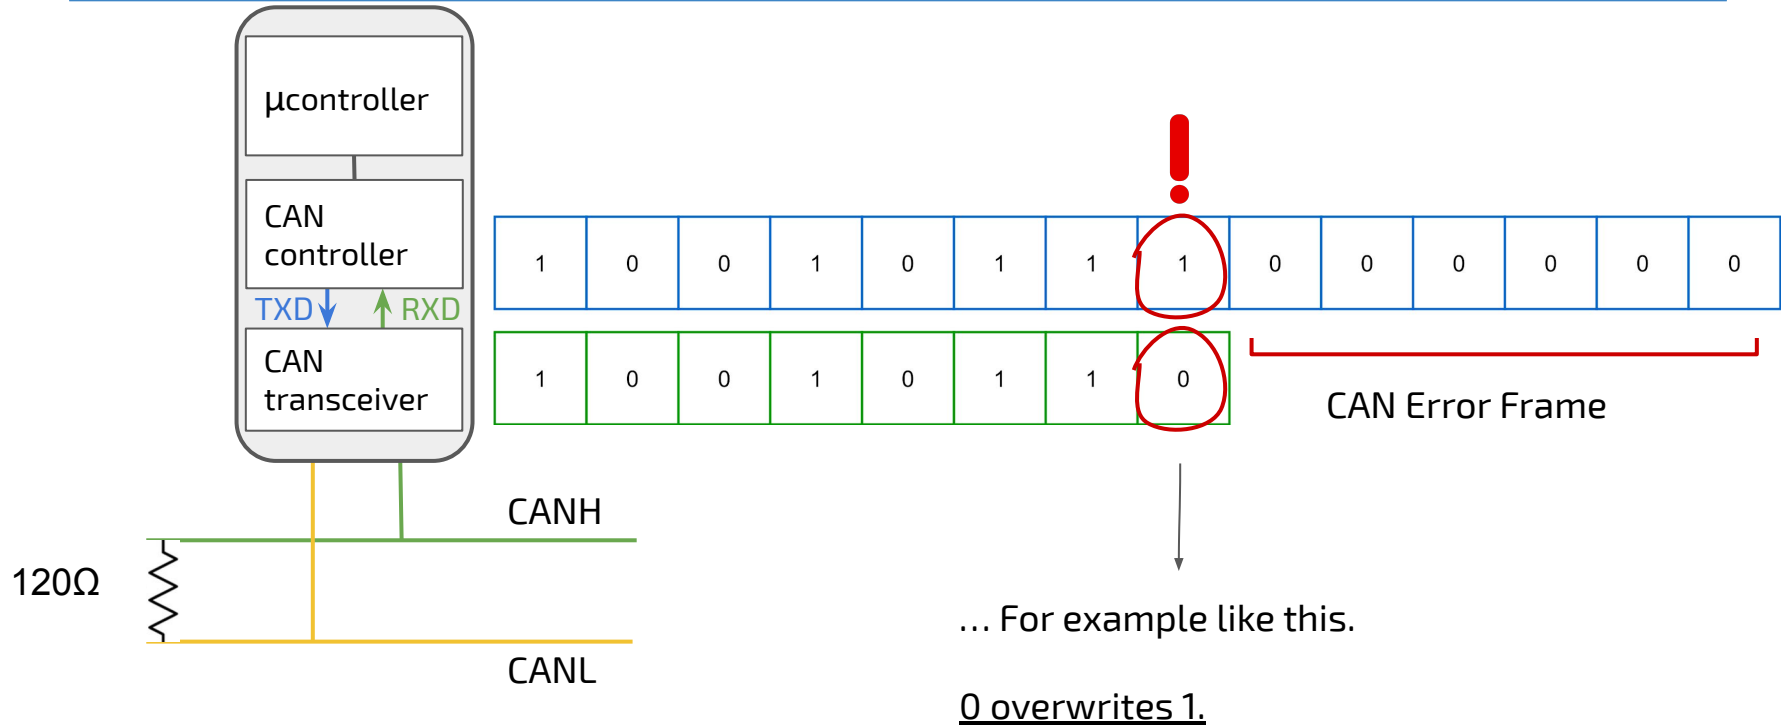 μcontroller
CAN
controller
TXD RXD
CAN
transceiver
!
1 0 0 1 0 1 1 1 0 0 0 0 0 0
1 0 0 1 0 1 1 0
CAN Error Frame
CANH
120Ω
CANL
... For example like this.
0 overwrites 1.